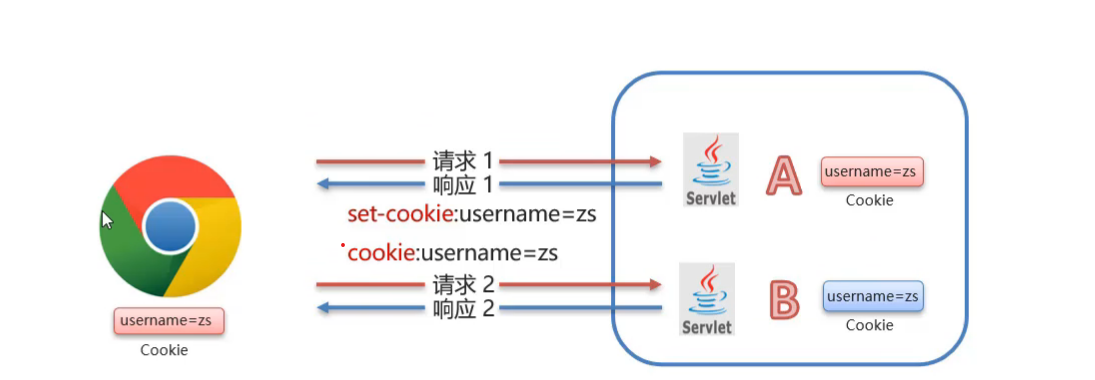 请求 1
响应 1
set-cookie:username=zs
cookie:username=zs
请求 2
响应 2
username=zs
Cookie
Servlet
A
username=zs
Cookie
Servlet
B
username=zs
Cookie